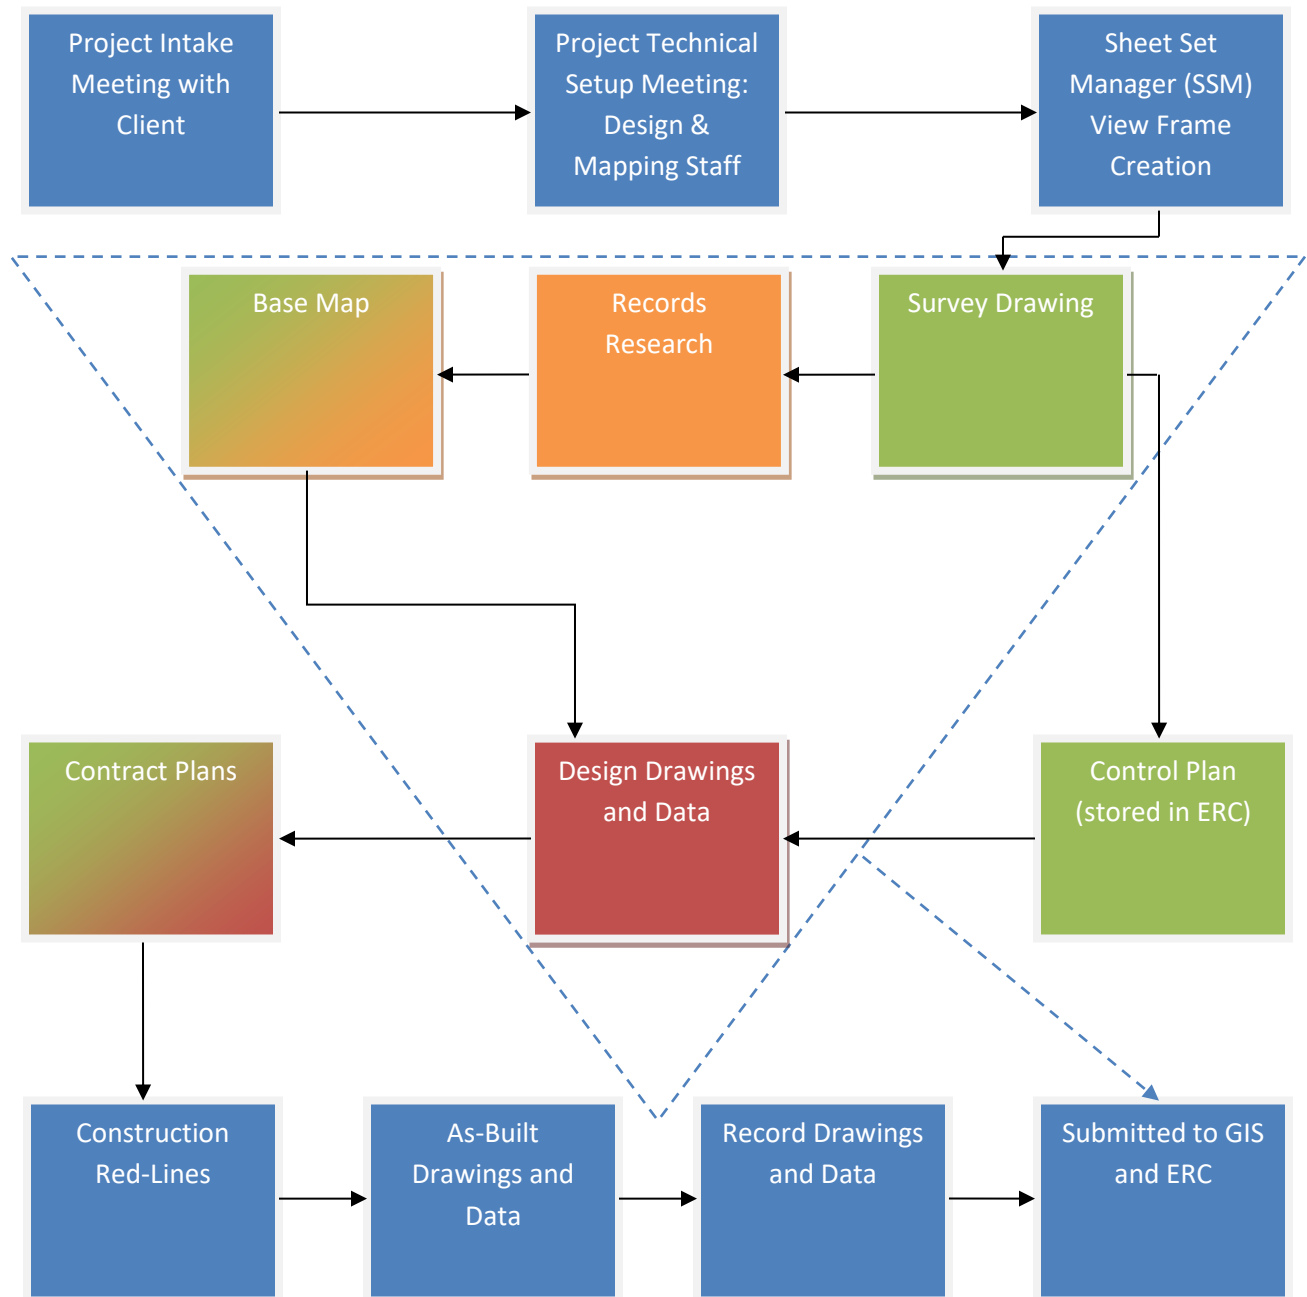 Project Intake
Meeting with
Client
Project Technical
Setup Meeting:
Design &
Mapping Staff
Sheet Set
Manager (SSM)
View Frame
Creation
Base Map
Records
Research
Survey Drawing
Contract Plans
Design Drawings
and Data
Control Plan
(stored in ERC)
Construction
Red-Lines
As-Built
Drawings and
Data
Record Drawings
and Data
Submitted to GIS
and ERC